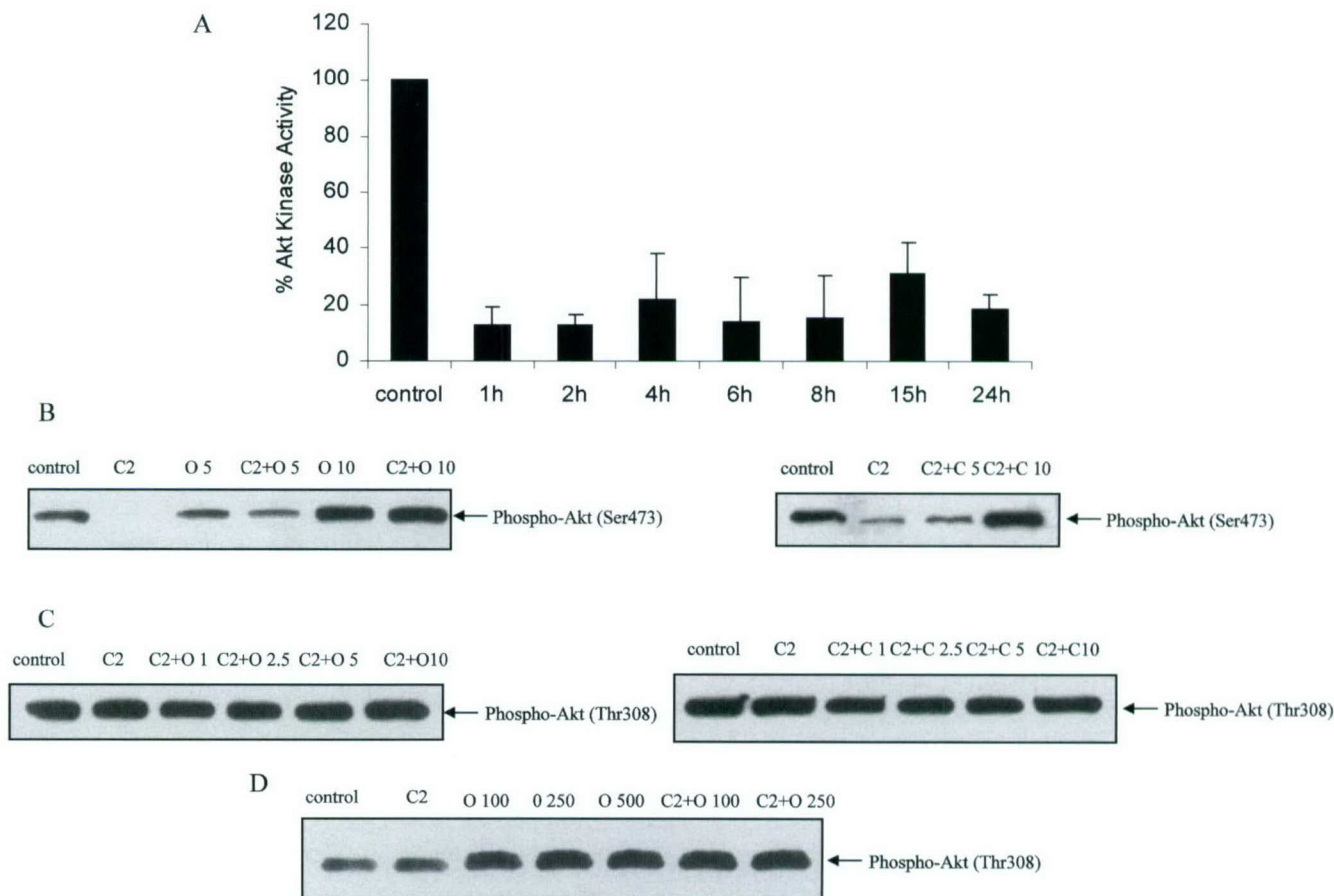 A
120
100
80
60
40
20
0
% Akt Kinase Activity
control 1h 2h 4h 6h 8h 15h 24h
B
control C2 O 5 C2+O 5 O 10 C2+O 10
Phospho-Akt (Ser473)
control C2 C2+C 5 C2+C 10
Phospho-Akt (Ser473)
C
control C2 C2+O 1 C2+O 2.5 C2+O 5 C2+O10
Phospho-Akt (Thr308)
control C2 C2+C 1 C2+C 2.5 C2+C 5 C2+C10
Phospho-Akt (Thr308)
D
control C2 O 100 0 250 O 500 C2+O 100 C2+O 250
Phospho-Akt (Thr308)